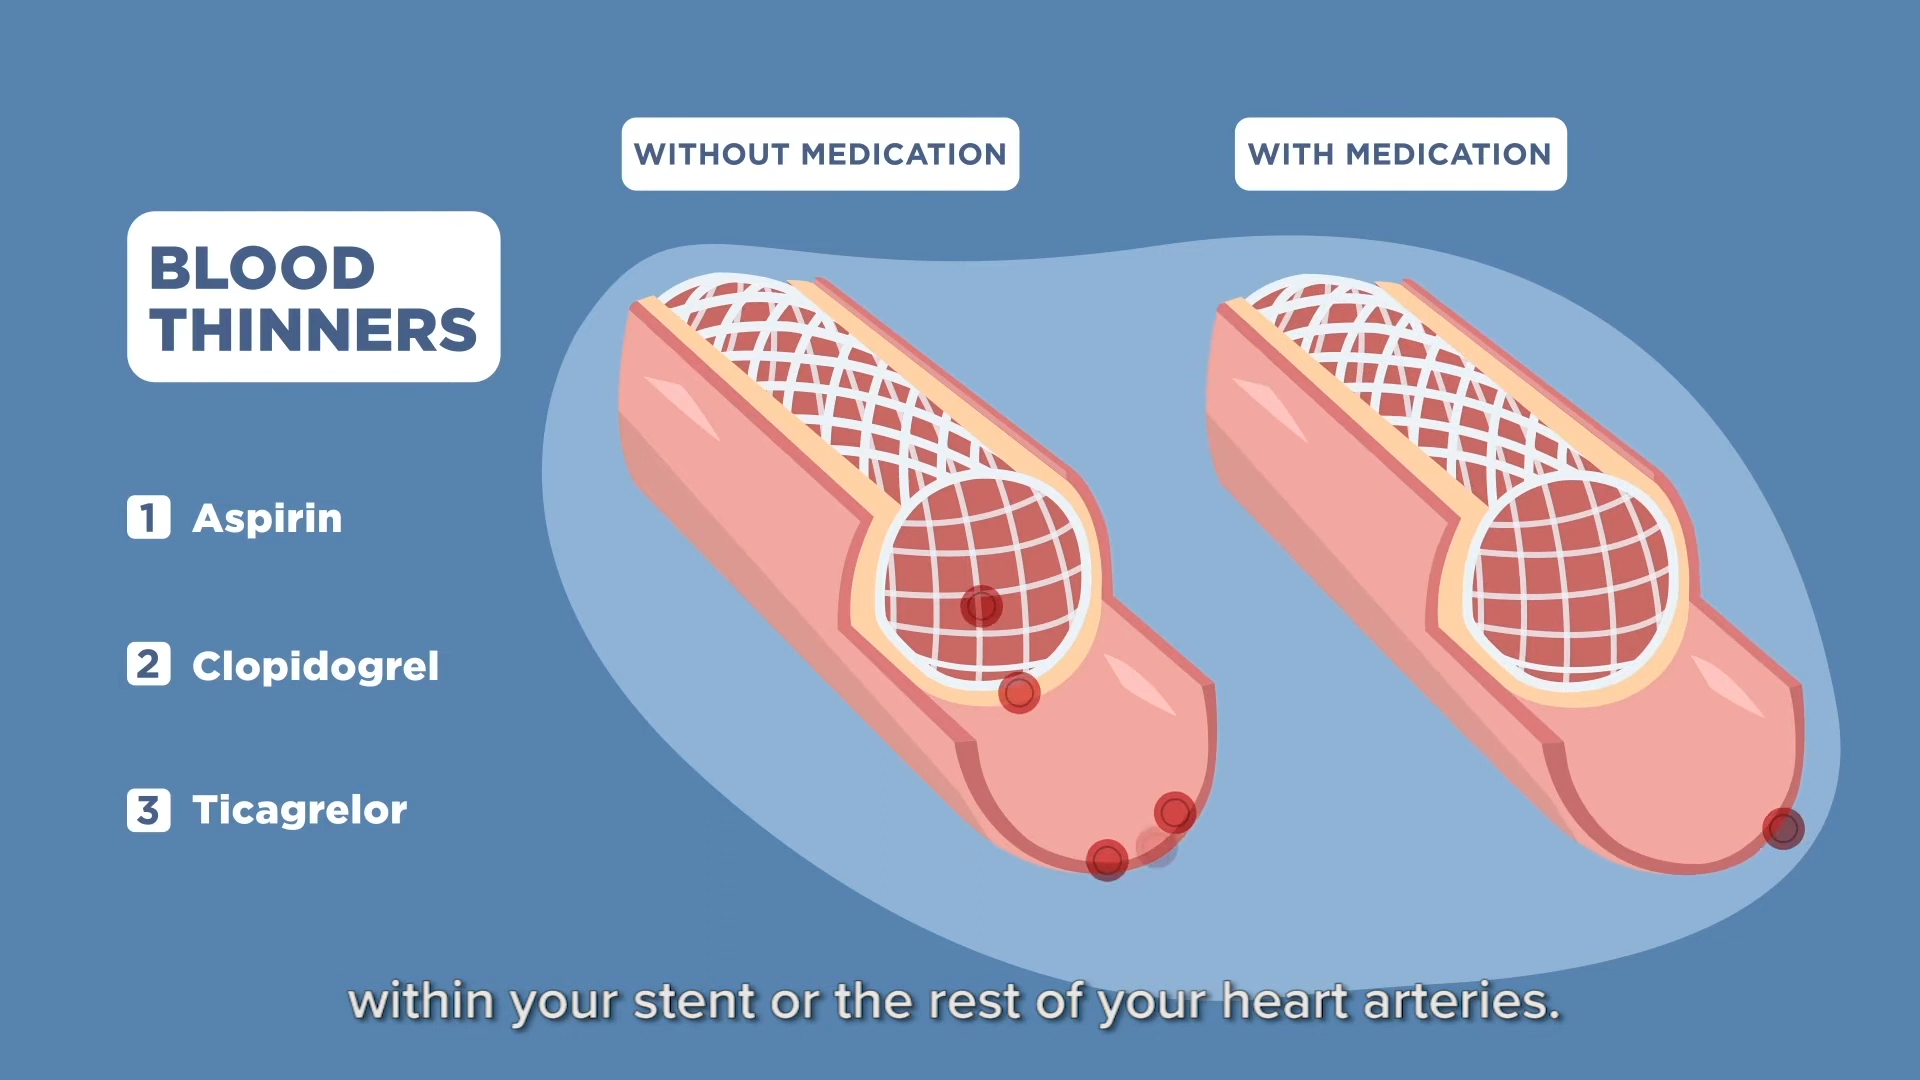 WITHOUT MEDICATION
WITH MEDICATION
BLOOD
THINNERS
1 Aspirin
2 Clopidogrel
3 Ticagrelor
within your stent or the rest of your heart arteries.